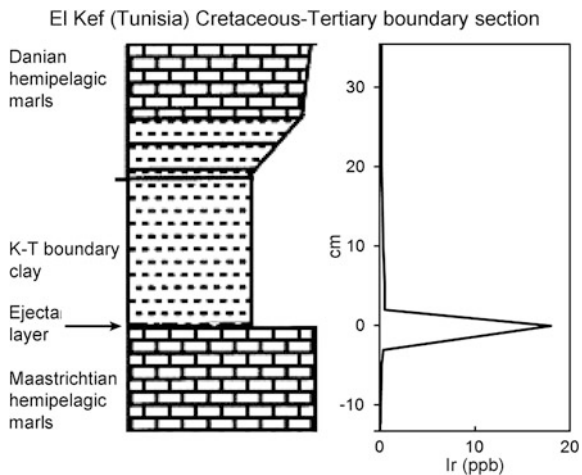 El Kef (Tunisia) Cretaceous-Tertiary boundary section
Danian
hemipelagic
marls
K-T boundary
clay
Ejecta
layer
Maastrichtian
hemipelagic
marls
cm
30
20
10
0
-10
0
10
20
Ir (ppb)